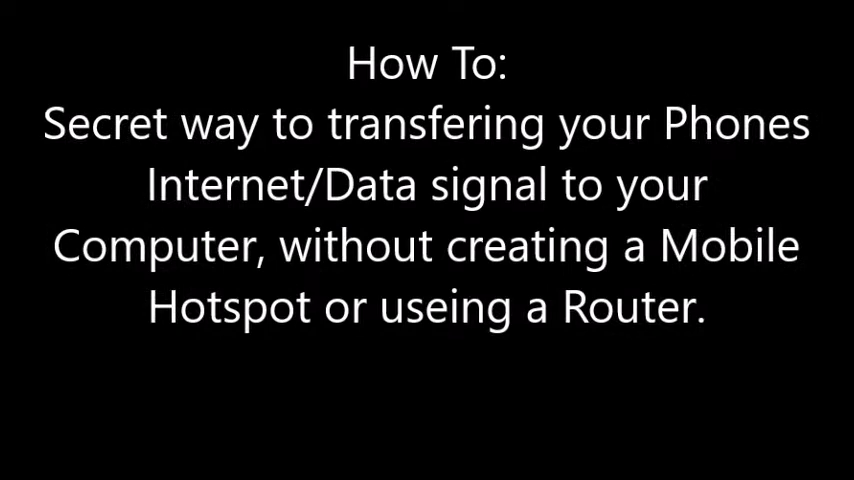 How To:
Secret way to transfering your Phones
Internet/Data signal to your
Computer, without creating a Mobile
Hotspot or useing a Router.